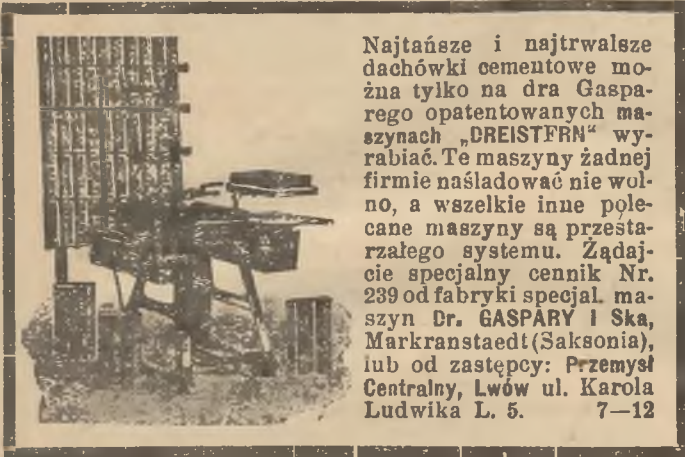 Najtańsze i najtrwalsze
dachówki cementowe mo-
żna tylko na dra Gaspa-
rego opatentowanych ma-
szynach „DREISTERN" wy-
rabiać. Te maszyny żadnej
firmie naśladować nie wol-
no, a wszelkie inne pole-
cane maszyny są przesta-
rzałego systemu. Żądaj-
cie specjalny cennik Nr.
239 od fabryki specjal. ma-
szyn Dr. GASPARY i Ska,
Markranstaedt (Saksonia),
lub od zastępcy: Przemysł
Centralny, Lwów ul. Karola
Ludwika L. 5. 7—12